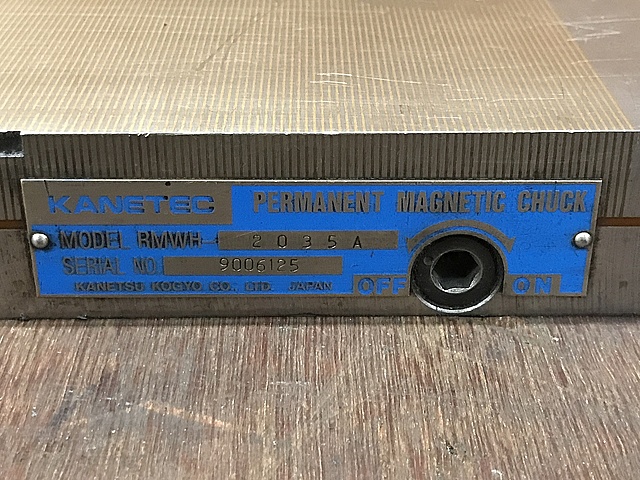 KANETEC PERMANENT MAGNETIC CHUCK
MODEL RMWH- 2035A
SERIAL NO. 9006125
KANETSU KOGYO CO., LTD. JAPAN OFF ON